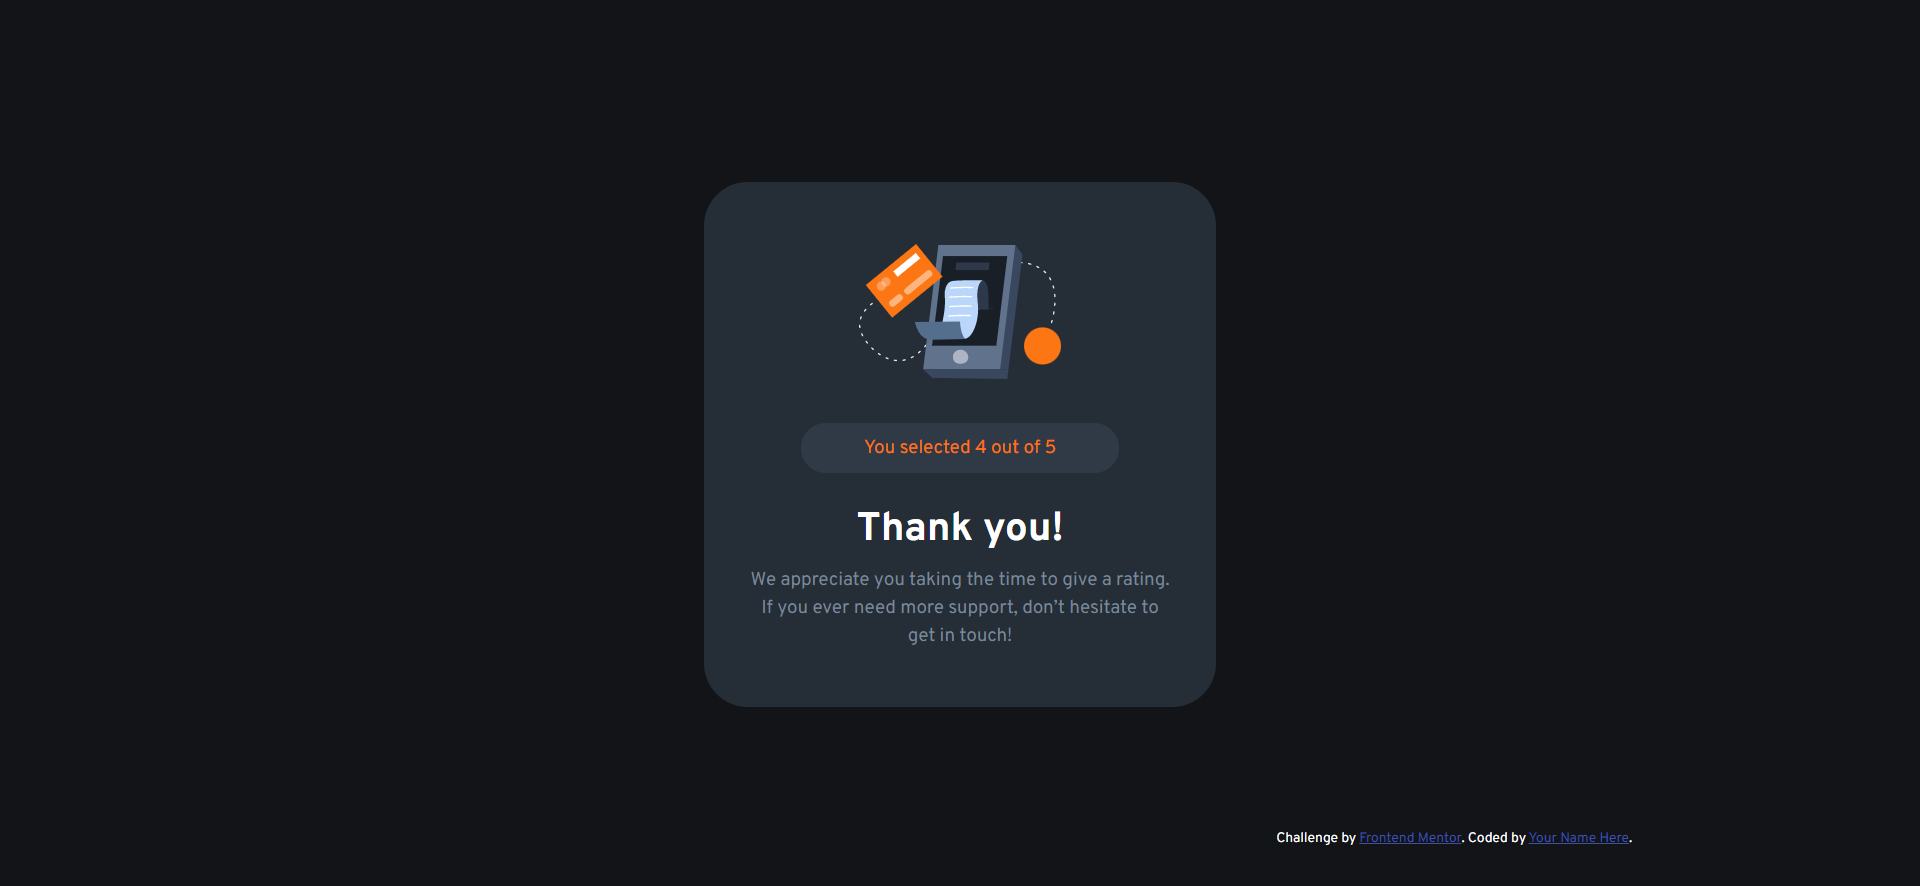 You selected 4 out of 5
Thank you!
We appreciate you taking the time to give a rating.
If you ever need more support, don’t hesitate to
get in touch!
Challenge by Frontend Mentor. Coded by Your Name Here.